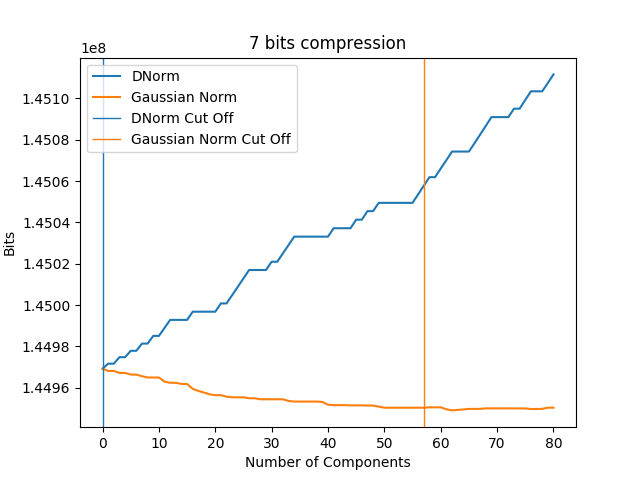 7 bits compression
1e8
DNorm
Gaussian Norm
DNorm Cut Off
Gaussian Norm Cut Off
1.4510
1.4508
1.4506
1.4504
1.4502
1.4500
1.4498
1.4496
Bits
0 10 20 30 40 50 60 70 80
Number of Components